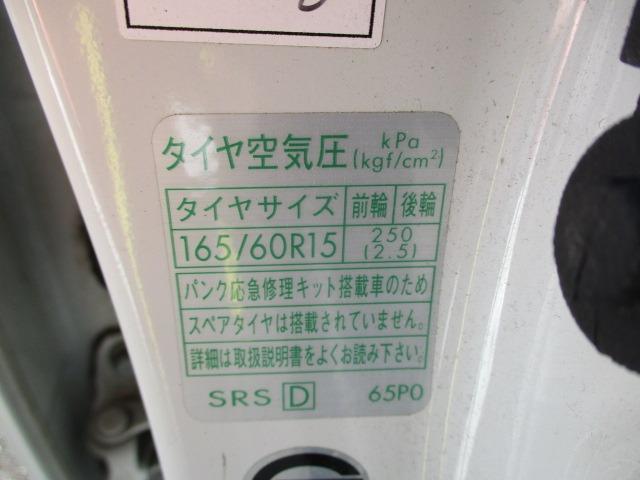 タイヤ空気圧 kPa
(kgf/cm²)
タイヤサイズ 前輪 後輪
165/60R15 250
(2.5)
パンク応急修理キット搭載車のため
スペアタイヤは搭載されていません。
詳細は取扱説明書をよくお読み下さい。
SRS D 65P0